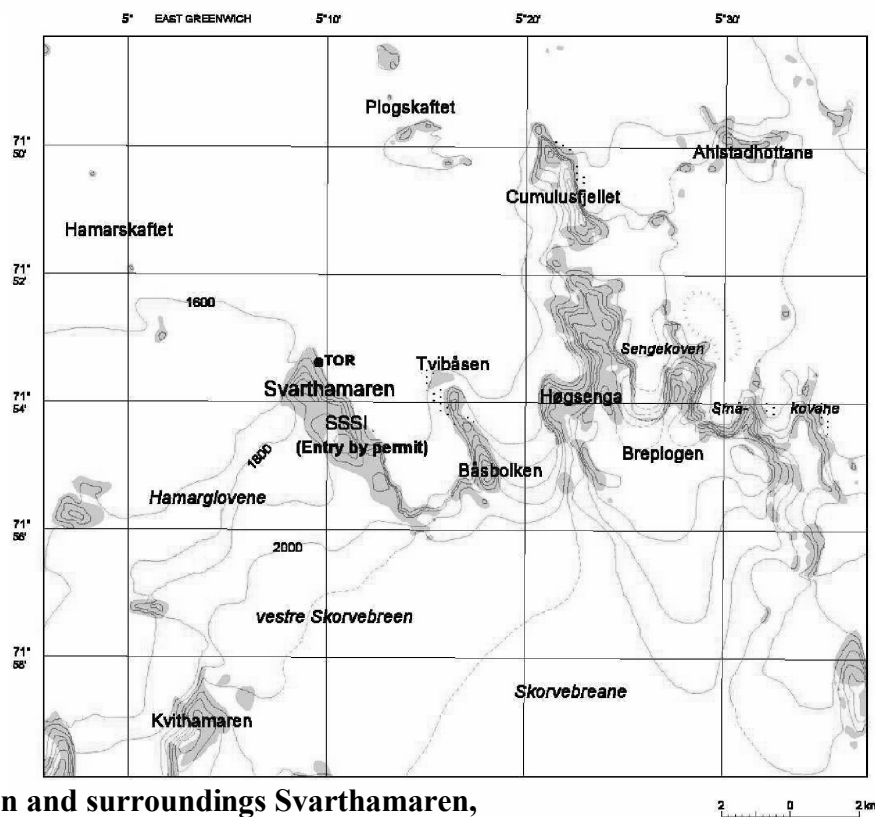 5° EAST GREENWICH 5° 10' 5° 20' 5° 30'
Plogskaftet
71° 50'
Ahlstadhottane
Cumulusfjellet
Hamarskaftet
71° 52'
1600
Sengekoven
TOR
Tvibåsen
Svarthamaren
Høgsenga
71° 54'
Små-
kovane
SSSI
(Entry by permit)
1800
Breplogen
Båsbolken
Hamarglovene
71° 56'
2000
vestre Skorvebreen
71° 58'
Skorvebreane
Kvithamaren
n and surroundings Svarthamaren,
2 0 2 km